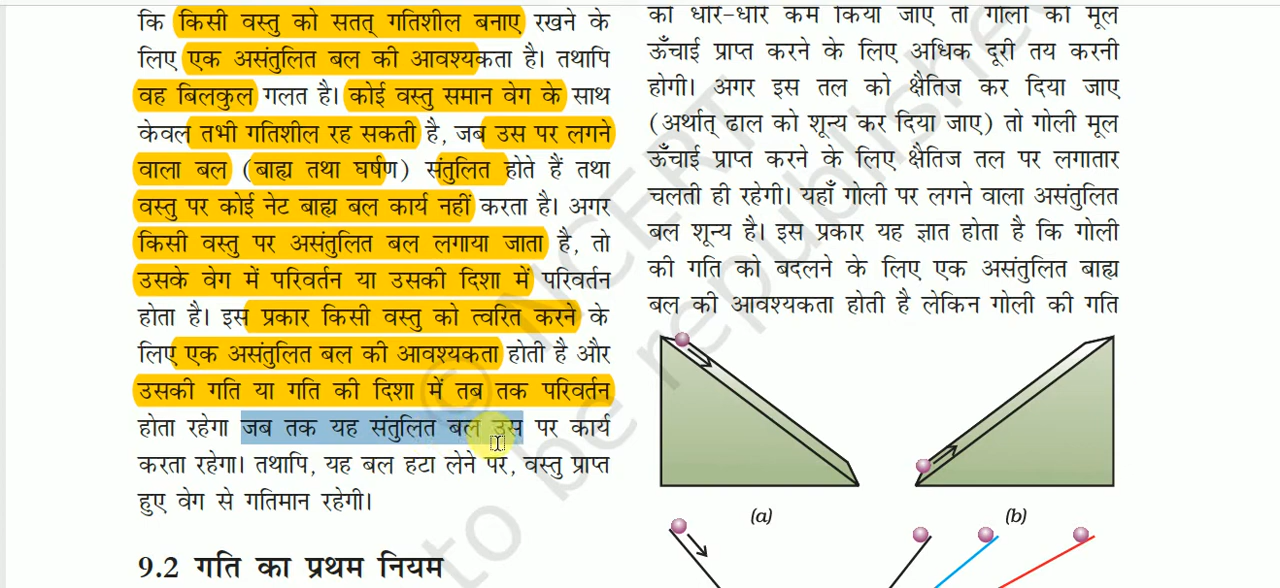 कि किसी वस्तु को सतत् गतिशील बनाए रखने के
लिए एक असंतुलित बल की आवश्यकता है। तथापि
वह बिलकुल गलत है। कोई वस्तु समान वेग के साथ
केवल तभी गतिशील रह सकती है, जब उस पर लगने
वाला बल (बाह्य तथा घर्षण) संतुलित होते हैं तथा
वस्तु पर कोई नेट बाह्य बल कार्य नहीं करता है। अगर
किसी वस्तु पर असंतुलित बल लगाया जाता है, तो
उसके वेग में परिवर्तन या उसकी दिशा में परिवर्तन
होता है। इस प्रकार किसी वस्तु को त्वरित करने के
लिए एक असंतुलित बल की आवश्यकता होती है और
उसकी गति या गति की दिशा में तब तक परिवर्तन
होता रहेगा जब तक यह संतुलित बल उस पर कार्य
करता रहेगा। तथापि, यह बल हटा लेने पर, वस्तु प्राप्त
हुए वेग से गतिमान रहेगी।
9.2 गति का प्रथम नियम
को धीरे-धीरे कम किया जाए तो गोली को मूल
ऊँचाई प्राप्त करने के लिए अधिक दूरी तय करनी
होगी। अगर इस तल को क्षैतिज कर दिया जाए
(अर्थात् ढाल को शून्य कर दिया जाए) तो गोली मूल
ऊँचाई प्राप्त करने के लिए क्षैतिज तल पर लगातार
चलती ही रहेगी। यहाँ गोली पर लगने वाला असंतुलित
बल शून्य है। इस प्रकार यह ज्ञात होता है कि गोली
की गति को बदलने के लिए एक असंतुलित बाह्य
बल की आवश्यकता होती है लेकिन गोली की गति
(a)
(b)
© NCERT
to be republished